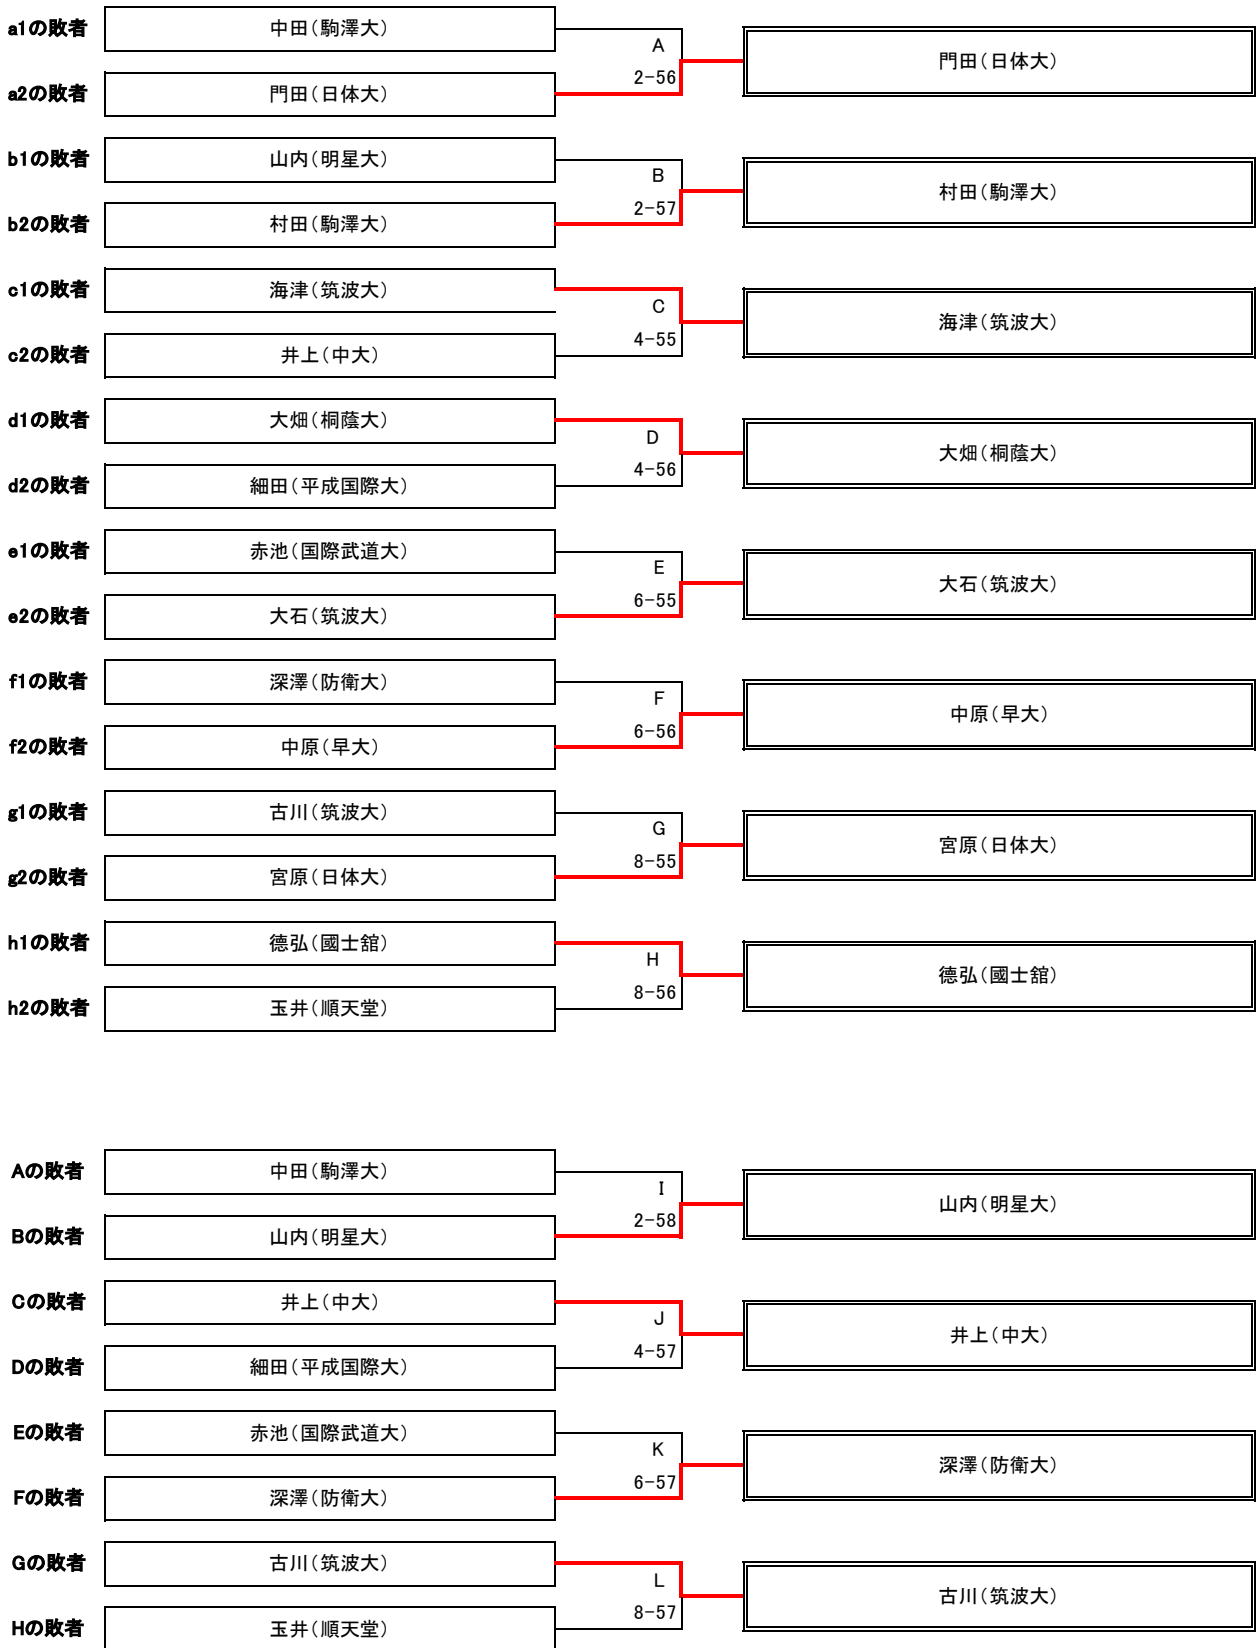 a1の敗者 中田(駒澤大)
A
2-56
門田(日体大)
a2の敗者 門田(日体大)
b1の敗者 山内(明星大)
B
2-57
村田(駒澤大)
b2の敗者 村田(駒澤大)
c1の敗者 海津(筑波大)
C
4-55
海津(筑波大)
c2の敗者 井上(中大)
d1の敗者 大畑(桐蔭大)
D
4-56
大畑(桐蔭大)
d2の敗者 細田(平成国際大)
e1の敗者 赤池(国際武道大)
E
6-55
大石(筑波大)
e2の敗者 大石(筑波大)
f1の敗者 深澤(防衛大)
F
6-56
中原(早大)
f2の敗者 中原(早大)
g1の敗者 古川(筑波大)
G
8-55
宮原(日体大)
g2の敗者 宮原(日体大)
h1の敗者 德弘(國士舘)
H
8-56
德弘(國士舘)
h2の敗者 玉井(順天堂)
Aの敗者 中田(駒澤大)
I
2-58
山内(明星大)
Bの敗者 山内(明星大)
Cの敗者 井上(中大)
J
4-57
井上(中大)
Dの敗者 細田(平成国際大)
Eの敗者 赤池(国際武道大)
K
6-57
深澤(防衛大)
Fの敗者 深澤(防衛大)
Gの敗者 古川(筑波大)
L
8-57
古川(筑波大)
Hの敗者 玉井(順天堂)